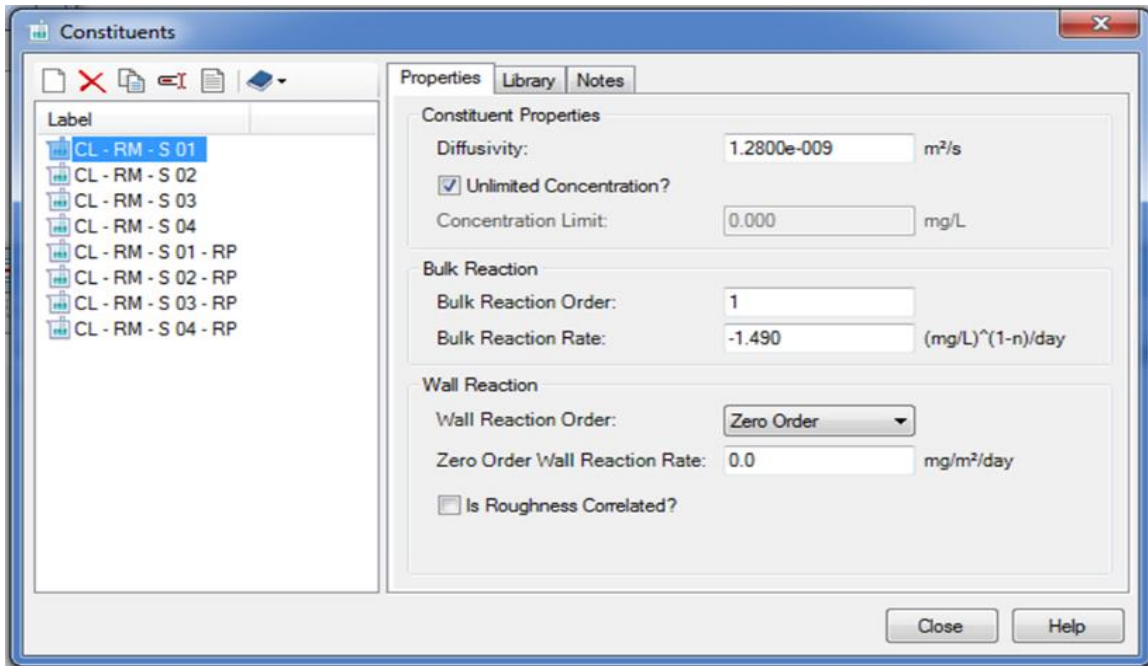 Constituents
Label
CL - RM - S 01
CL - RM - S 02
CL - RM - S 03
CL - RM - S 04
CL - RM - S 01 - RP
CL - RM - S 02 - RP
CL - RM - S 03 - RP
CL - RM - S 04 - RP
Properties Library Notes
Constituent Properties
Diffusivity: 1.2800e-009 m²/s
Unlimited Concentration?
Concentration Limit: 0.000 mg/L
Bulk Reaction
Bulk Reaction Order: 1
Bulk Reaction Rate: -1.490 (mg/L)^(1-n)/day
Wall Reaction
Wall Reaction Order: Zero Order
Zero Order Wall Reaction Rate: 0.0 mg/m²/day
Is Roughness Correlated?
Close Help